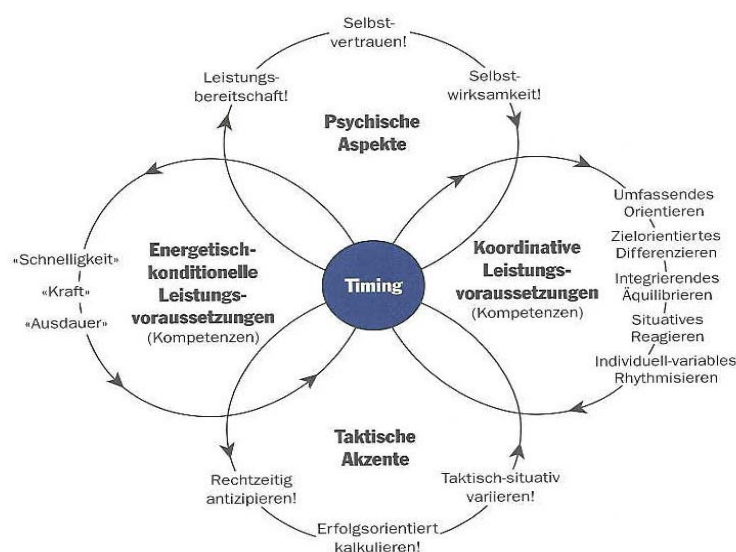 Selbst-
vertrauen!
Leistungs-
bereitschaft!
Selbst-
wirksamkeit!
Psychische
Aspekte
«Schnelligkeit»
«Kraft»
«Ausdauer»
Energetisch-
konditionelle
Leistungs-
voraussetzungen
(Kompetenzen)
Timing
Koordinative
Leistungs-
voraussetzungen
(Kompetenzen)
Umfassendes
Orientieren
Zielorientiertes
Differenzieren
Integrierendes
Äquilibrieren
Situatives
Reagieren
Individuell-variables
Rhythmisieren
Taktische
Akzente
Rechtzeitig
antizipieren!
Taktisch-situativ
variieren!
Erfolgsorientiert
kalkulieren!